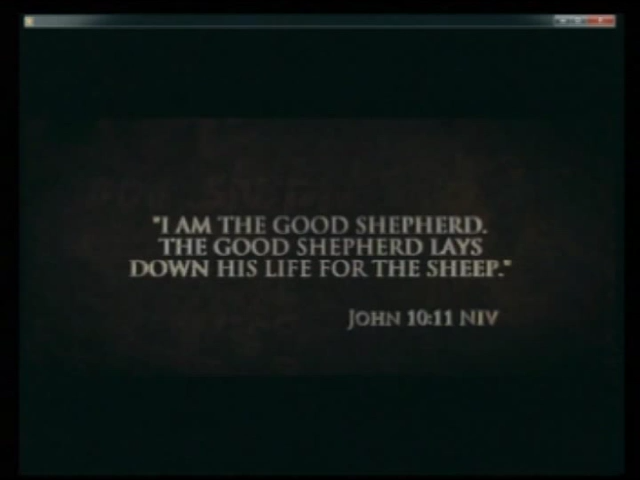 "I AM THE GOOD SHEPHERD.
THE GOOD SHEPHERD LAYS
DOWN HIS LIFE FOR THE SHEEP."
JOHN 10:11 NIV